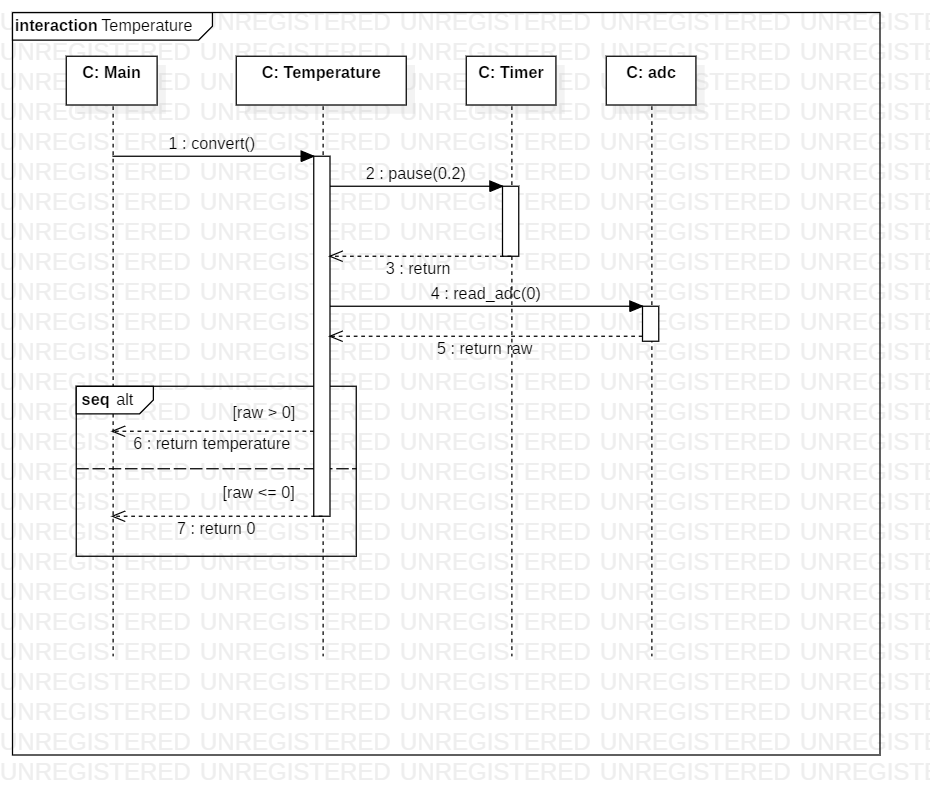 interaction Temperature
C: Main C: Temperature C: Timer C: adc
1 : convert()
2 : pause(0.2)
3 : return
4 : read_adc(0)
5 : return raw
seq alt
[raw > 0]
6 : return temperature
[raw <= 0]
7 : return 0
UNREGISTERED UNREGISTERED UNREGISTERED UNREGISTERED UNREGISTERED